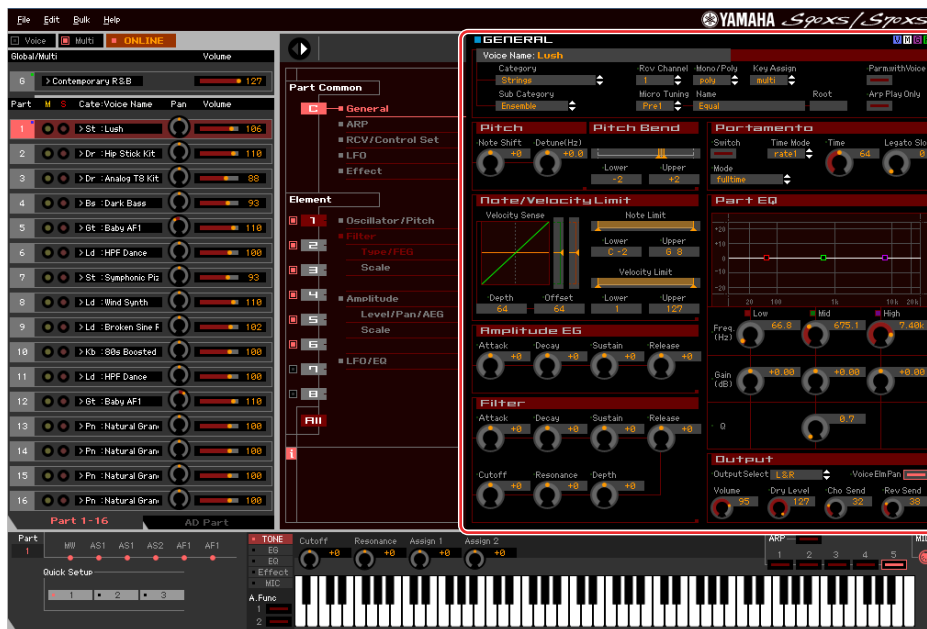 File Edit Bulk Help
YAMAHA S90XS/S70XS
Voice Multi ONLINE
Global/Multi Volume
G Contemporary R&B 127
Part M S Cate:Voice Name Pan Volume
1 St :Lush 106
2 Dr :Hip Stick Kit 110
3 Dr :Analog T8 Kit 88
4 Bs :Dark Bass 93
5 Gt :Baby AF1 110
6 Ld :HPF Dance 100
7 St :Symphonic Piz 93
8 Ld :Wind Synth 110
9 Ld :Broken Sine 102
10 Kb :80s Boosted 100
11 Ld :HPF Dance 100
12 Gt :Baby AF1 110
13 Pn :Natural Gran 100
14 Pn :Natural Gran 100
15 Pn :Natural Gran 100
16 Pn :Natural Gran 100
Part 1-16 AD Part
Part Common
C General
ARP
RCV/Control Set
LFO
Effect
Element
1 Oscillator/Pitch
2 Filter
Type/FEG
3 Scale
4 Amplitude
5 Level/Pan/AEG
Scale
6
7 LFO/EQ
8
All
i
GENERAL V M G
Voice Name: Lush
Category Rcv Channel Mono/Poly Key Assign ParmwithVoice
Strings 1 poly multi
Sub Category Micro Tuning Name Root Arp Play Only
Ensemble Pre1 Equal
Pitch
Note Shift Detune(Hz)
+0 +0.0
Pitch Bend
Lower Upper
-2 +2
Portamento
Switch Time Mode Time Legato Slo
rate1 64 0
Mode
fulltime
Note/Velocity Limit
Velocity Sense Note Limit
Lower Upper
C -2 G 8
Velocity Limit
Depth Offset Lower Upper
64 64 1 127
Part EQ
+20
+10
0
-10
-20
20 100 1k 10k 20k
Low Mid High
Freq. (Hz) 66.8 675.1 7.40k
Gain (dB) +0.00 +0.00 +0.00
Q 0.7
Amplitude EG
Attack Decay Sustain Release
+0 +0 +0 +0
Filter
Attack Decay Sustain Release
+0 +0 +0 +0
Cutoff Resonance Depth
+0 +0 +0
Output
OutputSelect L&R VoiceElmPan
Volume Dry Level Cho Send Rev Send
95 127 32 38
Part
1
MW AS1 AS1 AS2 AF1 AF1
Quick Setup
1 2 3
TONE
EG
EQ
Effect
MIC
A.Func
1
2
Cutoff Resonance Assign 1 Assign 2
+0 +0 +0 +0
ARP
1 2 3 4 5